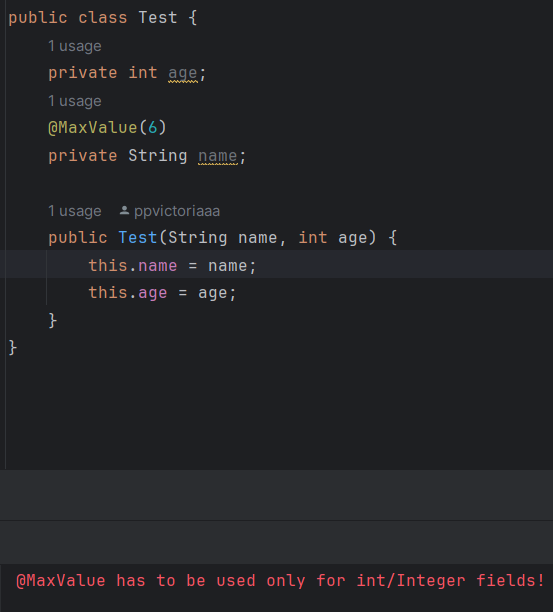 public class Test {
1 usage
private int age;
1 usage
@MaxValue(6)
private String name;
1 usage ppvictoriaaa
public Test(String name, int age) {
this.name = name;
this.age = age;
}
}
@MaxValue has to be used only for int/Integer fields!